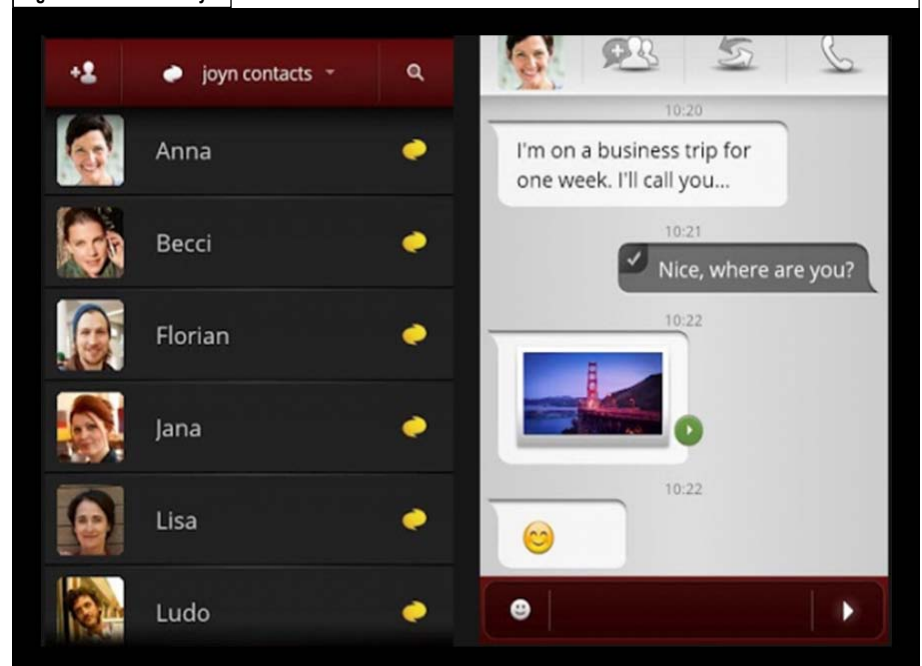 joyn contacts
Anna
Becci
Florian
Jana
Lisa
Ludo
10:20
I'm on a business trip for
one week. I'll call you...
10:21
Nice, where are you?
10:22
10:22